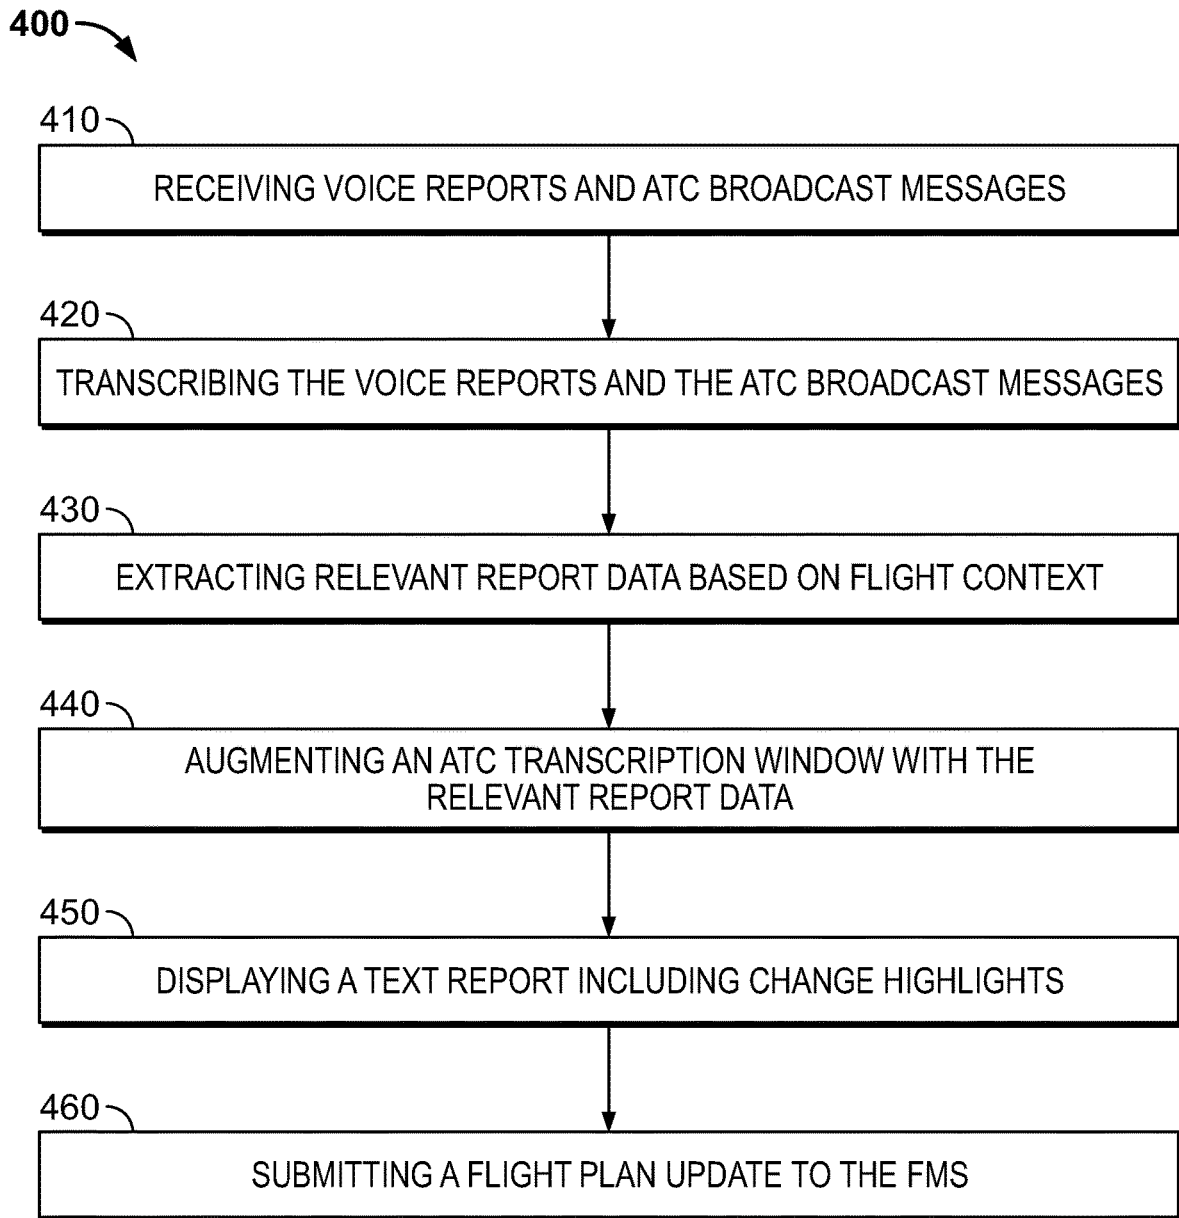 400
410
RECEIVING VOICE REPORTS AND ATC BROADCAST MESSAGES
420
TRANSCRIBING THE VOICE REPORTS AND THE ATC BROADCAST MESSAGES
430
EXTRACTING RELEVANT REPORT DATA BASED ON FLIGHT CONTEXT
440
AUGMENTING AN ATC TRANSCRIPTION WINDOW WITH THE
RELEVANT REPORT DATA
450
DISPLAYING A TEXT REPORT INCLUDING CHANGE HIGHLIGHTS
460
SUBMITTING A FLIGHT PLAN UPDATE TO THE FMS